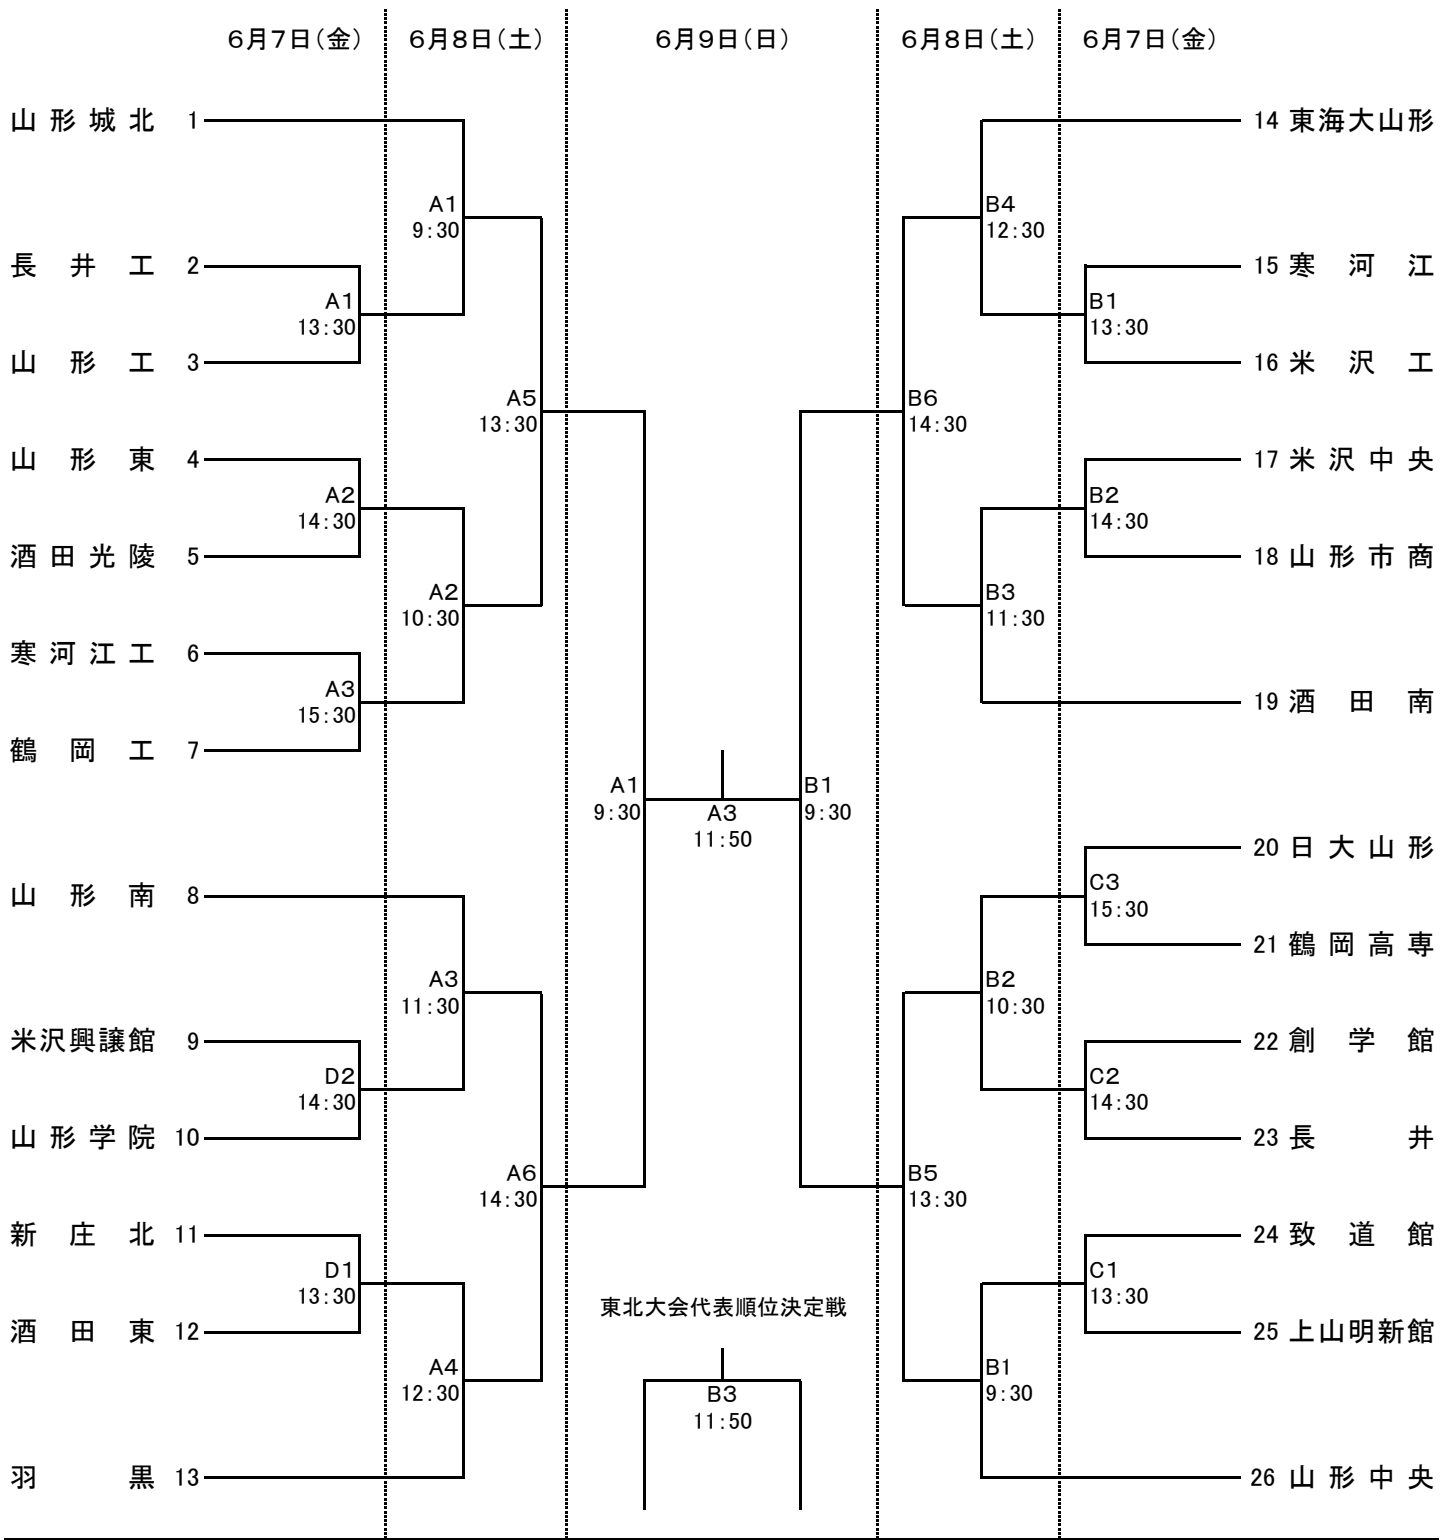 6月7日(金) 6月8日(土) 6月9日(日) 6月8日(土) 6月7日(金)
山形城北 1
14 東海大山形
A1
9:30
B4
12:30
長井工 2
15 寒河江
A1
13:30
B1
13:30
山形工 3
16 米沢工
A5
13:30
B6
14:30
山形東 4
17 米沢中央
A2
14:30
B2
14:30
酒田光陵 5
18 山形市商
A2
10:30
B3
11:30
寒河江工 6
A3
15:30
19 酒田南
鶴岡工 7
A1
9:30
A3
11:50
B1
9:30
20 日大山形
山形南 8
C3
15:30
21 鶴岡高専
A3
11:30
B2
10:30
米沢興譲館 9
22 創学館
D2
14:30
C2
14:30
山形学院 10
23 長井
A6
14:30
B5
13:30
新庄北 11
24 致道館
D1
13:30
C1
13:30
東北大会代表順位決定戦
酒田東 12
25 上山明新館
A4
12:30
B3
11:50
B1
9:30
羽黒 13
26 山形中央